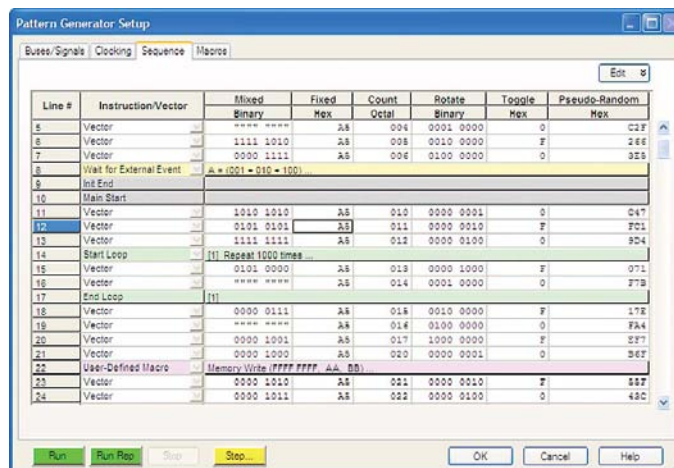 Pattern Generator Setup
Buses/Signals Clocking Sequence Macros
Edit
Line # Instruction/Vector Mixed Fixed Count Rotate Toggle Pseudo-Random
Binary Hex Octal Binary Hex Hex
5 Vector "''" "''" A5 004 0001 0000 0 C2F
6 Vector 1111 1010 A5 005 0010 0000 F 266
7 Vector 0000 1111 A5 006 0100 0000 0 3E5
8 Wait for External Event A = (001 = 010 = 100) ...
9 Init End
10 Main Start
11 Vector 1010 1010 A5 010 0000 0001 0 C47
12 Vector 0101 0101 A5 011 0000 0010 F FC1
13 Vector 1111 1111 A5 012 0000 0100 0 9D4
14 Start Loop [1] Repeat 1000 times ...
15 Vector 0101 0000 A5 013 0000 1000 F 071
16 Vector """" """" A5 014 0001 0000 0 F7B
17 End Loop [1]
18 Vector 0000 0111 A5 015 0010 0000 F 17E
19 Vector """" """" A5 016 0100 0000 0 FA4
20 Vector 0000 1001 A5 017 1000 0000 F EF7
21 Vector 0000 1000 A5 020 0000 0001 0 B6F
22 User-Defined Macro Memory Write (FFFF FFFF, AA, BB) ...
23 Vector 0000 1010 A5 021 0000 0010 F 55F
24 Vector 0000 1011 A5 022 0000 0100 0 43C
Run Run Rep Stop Step... OK Cancel Help